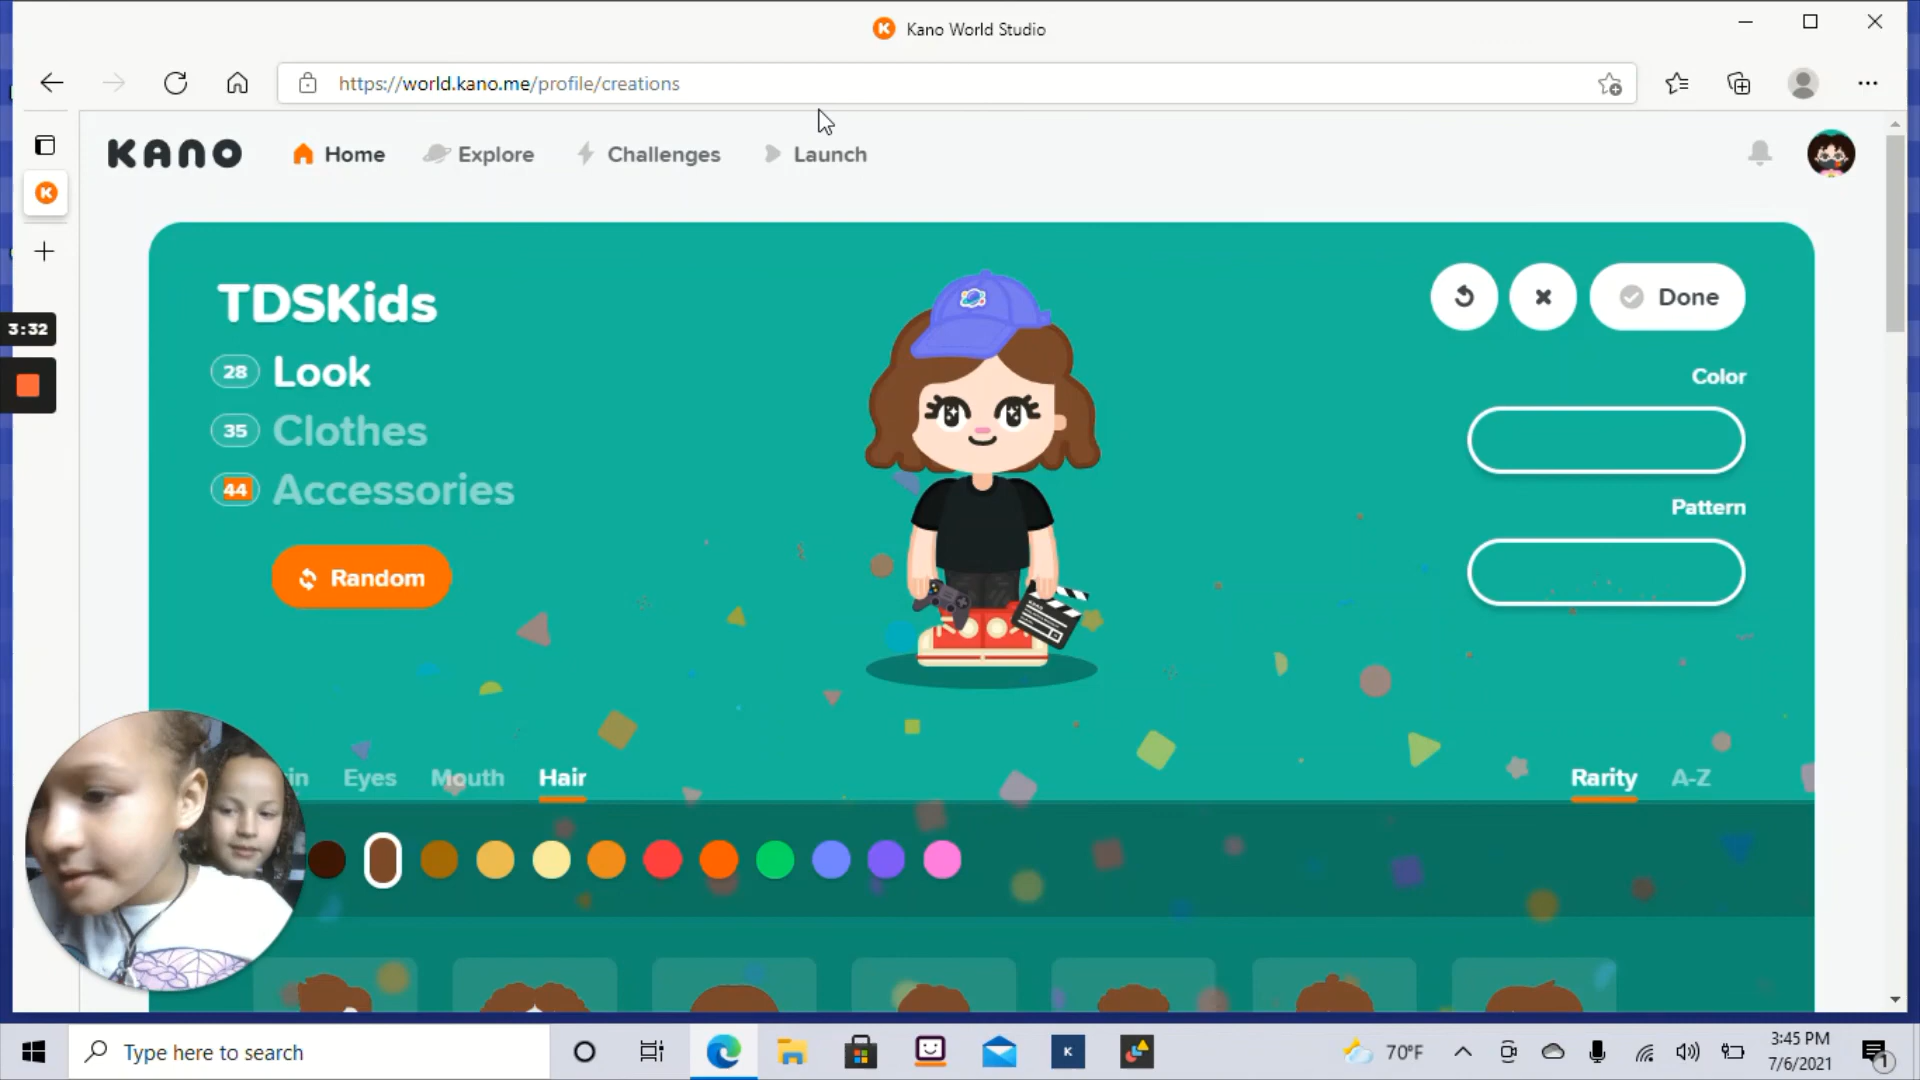 Kano World Studio
https://world.kano.me/profile/creations
KANO
Home
Explore
Challenges
Launch
TDSKids
Done
3:32
28 Look
Color
35 Clothes
44 Accessories
Pattern
Random
in
Eyes
Mouth
Hair
Rarity
A-Z
Type here to search
70°F
3:45 PM
7/6/2021
1